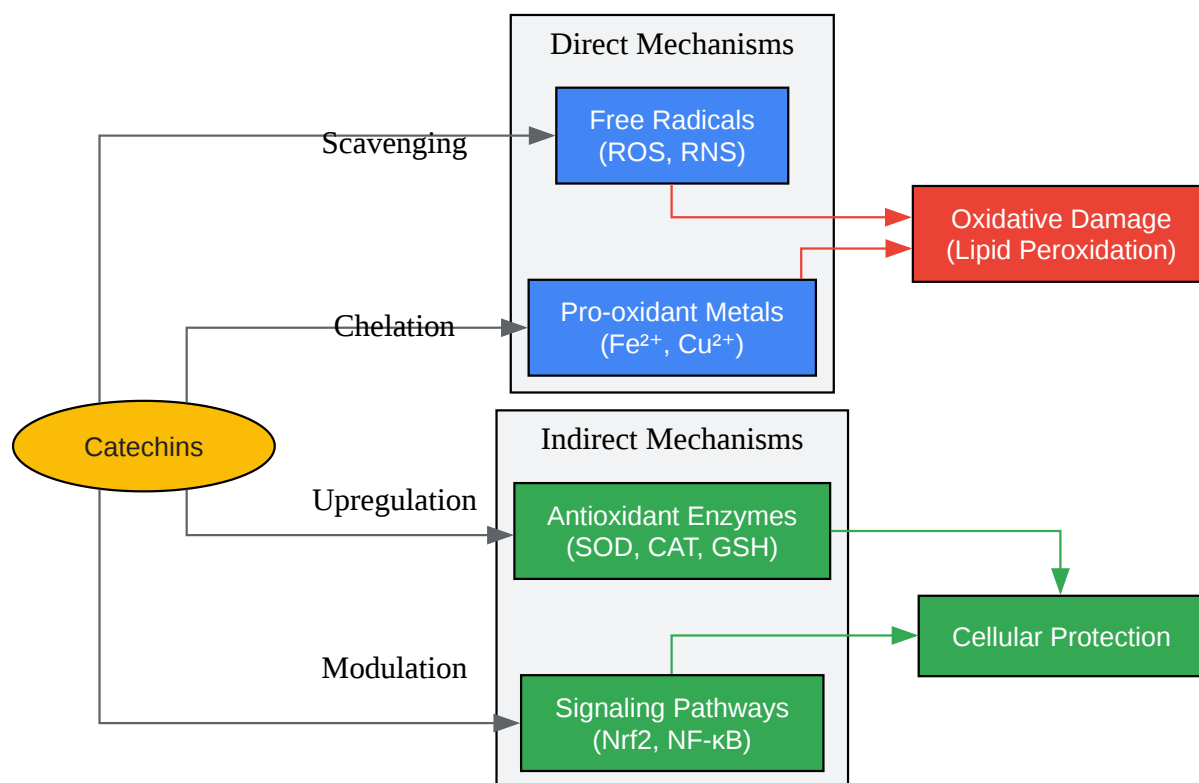 Direct Mechanisms
Free Radicals
(ROS, RNS)
Scavenging
Oxidative Damage
(Lipid Peroxidation)
Pro-oxidant Metals
(Fe²⁺, Cu²⁺)
Chelation
Catechins
Indirect Mechanisms
Upregulation
Antioxidant Enzymes
(SOD, CAT, GSH)
Cellular Protection
Modulation
Signaling Pathways
(Nrf2, NF-κB)